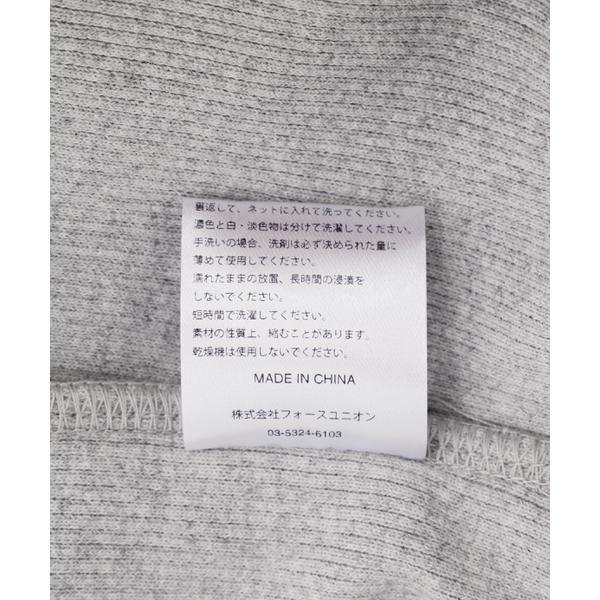 裏返して、ネットに入れて洗ってください。
濃色と白・淡色物は分けて洗濯してください。
手洗いの場合、洗剤は必ず決められた量に
薄めて使用してください。
濡れたままの放置、長時間の浸漬を
しないでください。
短時間で洗濯してください。
素材の性質上、縮むことがあります。
乾燥機は使用しないでください。
MADE IN CHINA
株式会社フォースユニオン
03-5324-6103